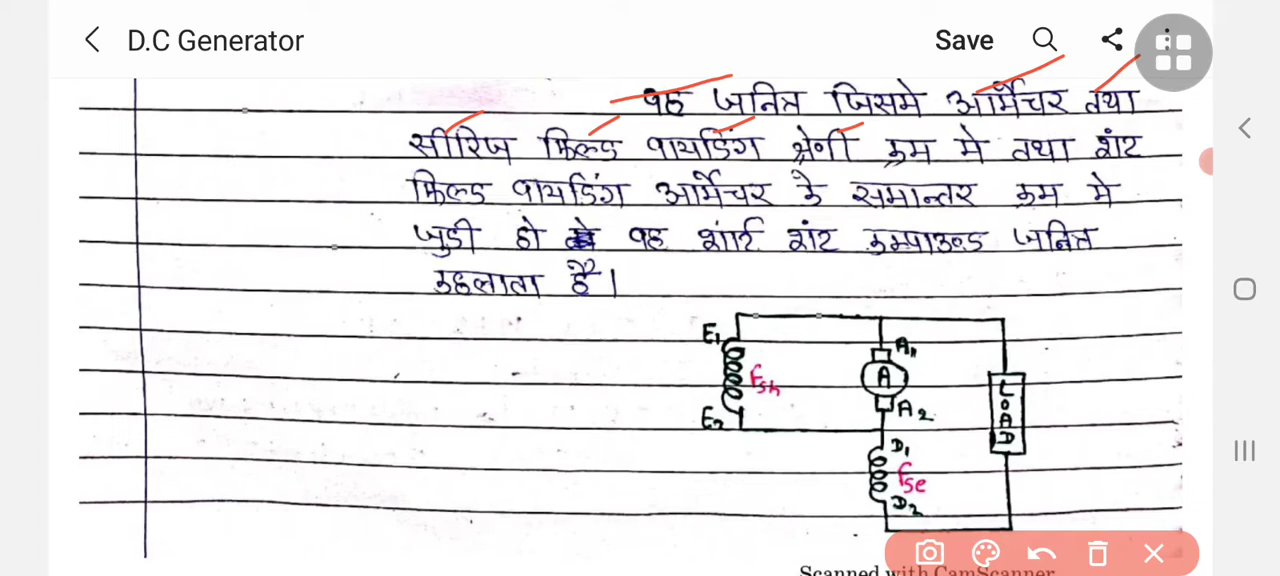 D.C Generator
Save
वह जनित्र जिसमे आर्मेचर तथा
सीरिज फिल्ड वायडिंग श्रेणी क्रम मे तथा शंट
फिल्ड वायडिंग आर्मेचर के समान्तर क्रम मे
जुडी हो वह शार्ट शंट कम्पाउन्ड जनित्र
कहलाता है।
E1
Fsh
E2
A1
A
A2
D1
Fse
D2
LOAD
Scanned with CamScanner